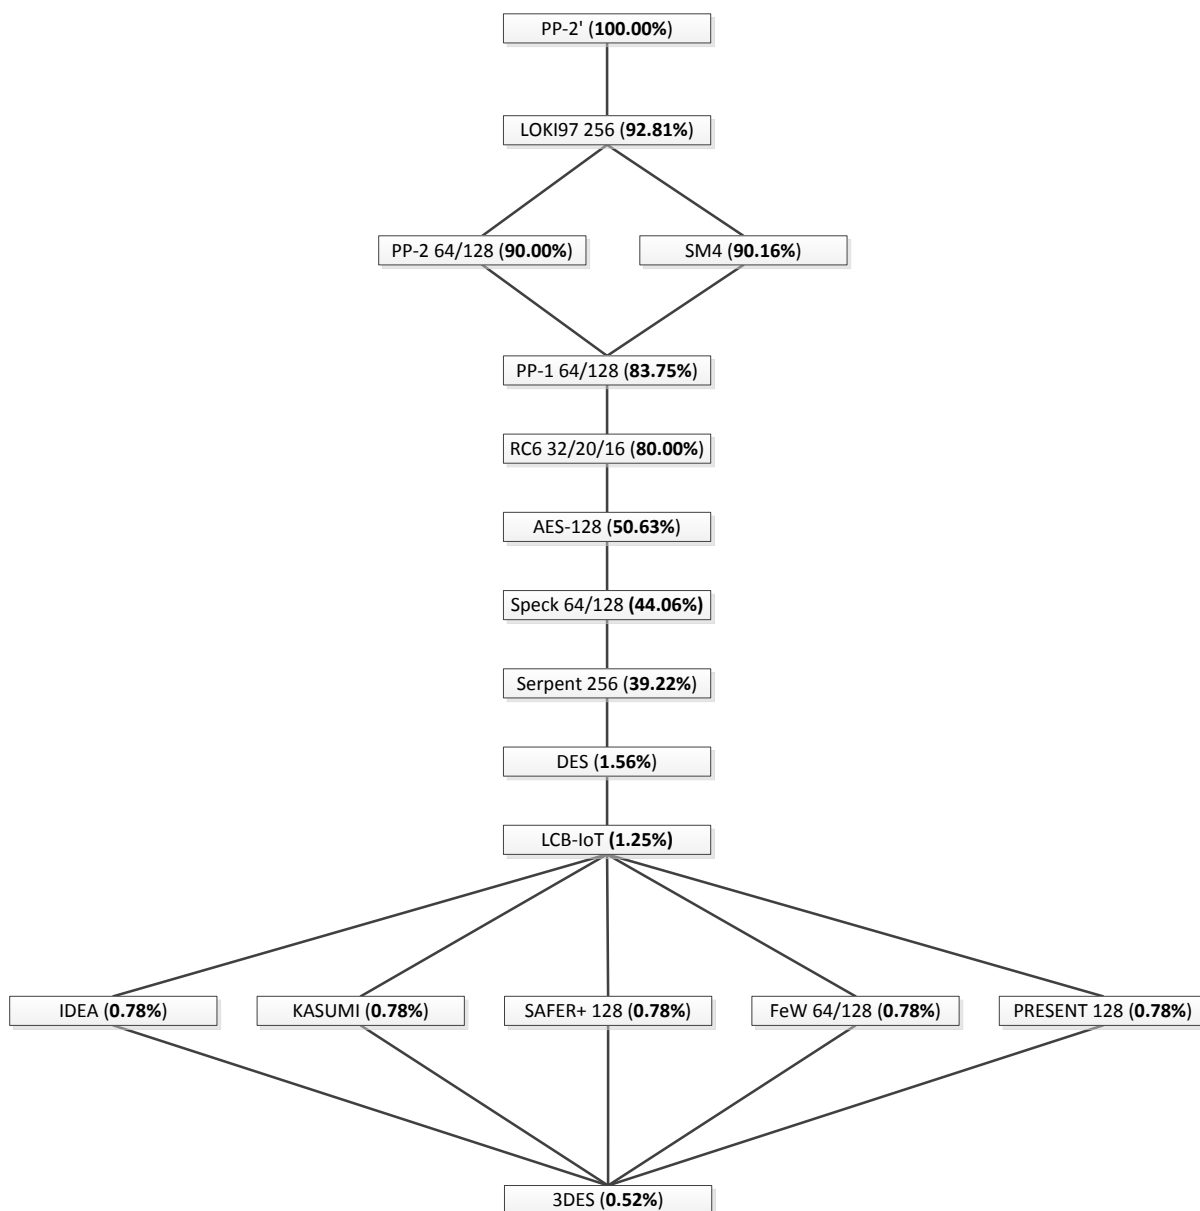 PP-2' (100.00%)
LOKI97 256 (92.81%)
PP-2 64/128 (90.00%)
SM4 (90.16%)
PP-1 64/128 (83.75%)
RC6 32/20/16 (80.00%)
AES-128 (50.63%)
Speck 64/128 (44.06%)
Serpent 256 (39.22%)
DES (1.56%)
LCB-IoT (1.25%)
IDEA (0.78%)
KASUMI (0.78%)
SAFER+ 128 (0.78%)
FeW 64/128 (0.78%)
PRESENT 128 (0.78%)
3DES (0.52%)